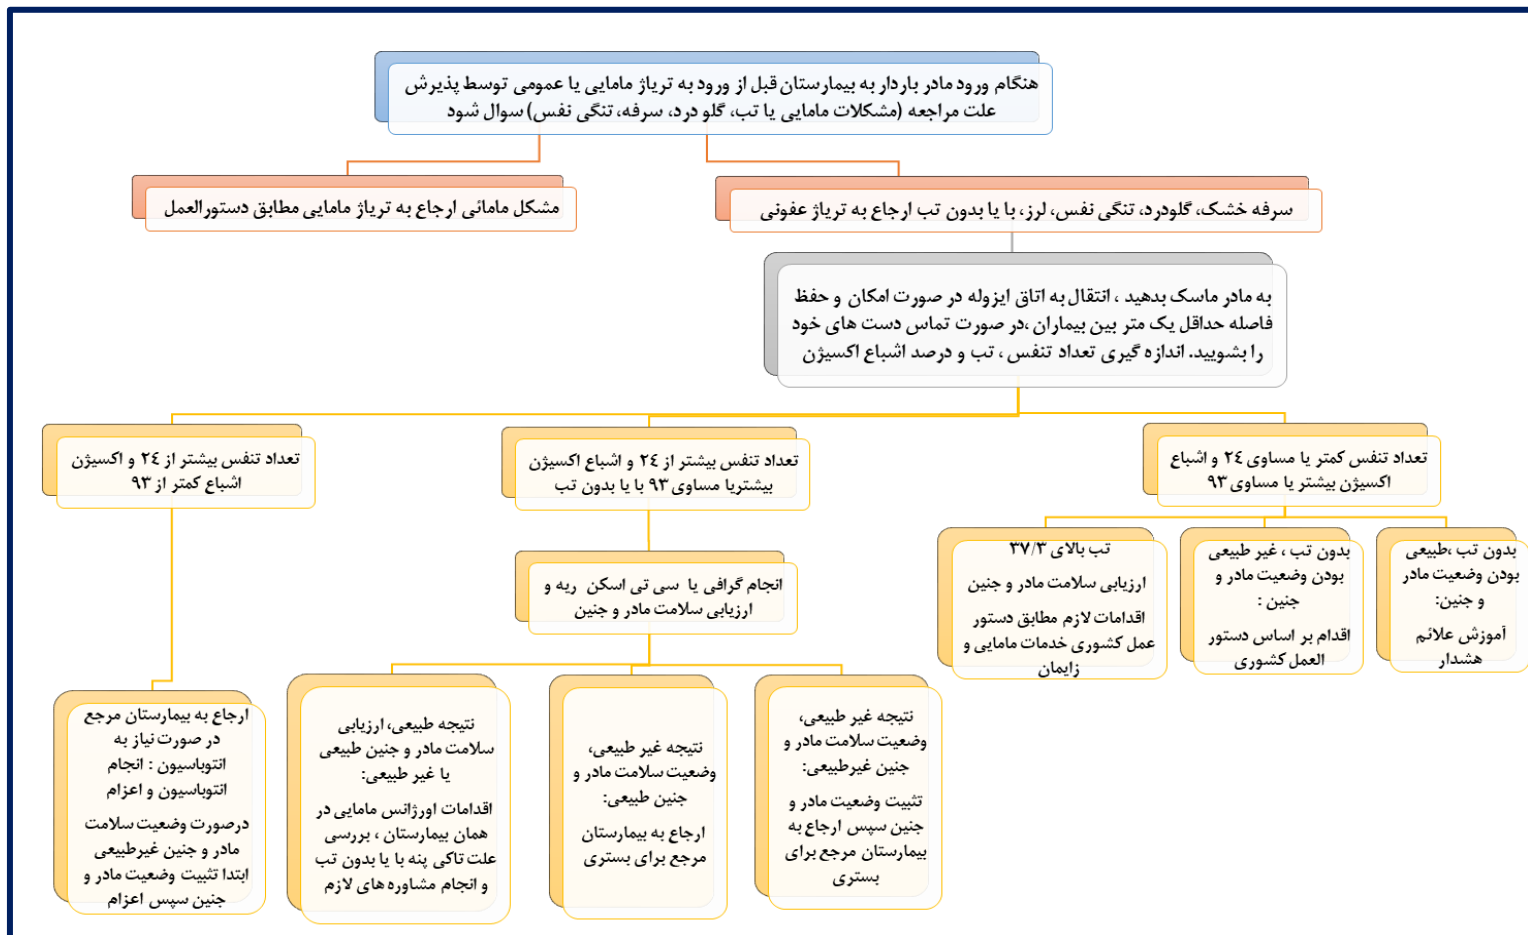 هنگام ورود مادر باردار به بیمارستان قبل از ورود به تریاژ مامایی یا عمومی توسط پذیرش
علت مراجعه (مشکلات مامایی یا تب، گلو درد، سرفه، تنگی نفس) سوال شود
سرفه خشک، گلودرد، تنگی نفس، لرز، با یا بدون تب ارجاع به تریاژ عفونی
مشکل مامائی ارجاع به تریاژ مامایی مطابق دستورالعمل
به مادر ماسک بدهید ، انتقال به اتاق ایزوله در صورت امکان و حفظ
فاصله حداقل یک متر بین بیماران ،در صورت تماس دست های خود
را بشویید. اندازه گیری تعداد تنفس ، تب و درصد اشباع اکسیژن
تعداد تنفس کمتر یا مساوی ۲٤ و اشباع
اکسیژن بیشتر یا مساوی ۹۳
تعداد تنفس بیشتر از ۲٤ و اشباع اکسیژن
بیشتریا مساوی ۹۳ با یا بدون تب
تعداد تنفس بیشتر از ۲٤ و اکسیژن
اشباع کمتر از ۹۳
بدون تب ،طبیعی
بودن وضعیت مادر
و جنین:
آموزش علائم
هشدار
بدون تب ، غیر طبیعی
بودن وضعیت مادر و
جنین :
اقدام بر اساس دستور
العمل کشوری
تب بالای ۳۷/۳
ارزیابی سلامت مادر و جنین
اقدامات لازم مطابق دستور
عمل کشوری خدمات مامایی و
زایمان
انجام گرافی یا سی تی اسکن ریه و
ارزیابی سلامت مادر و جنین
نتیجه غیر طبیعی،
وضعیت سلامت مادر و
جنین غیرطبیعی:
تثبیت وضعیت مادر و
جنین سپس ارجاع به
بیمارستان مرجع برای
بستری
نتیجه غیر طبیعی،
وضعیت سلامت مادر و
جنین طبیعی:
ارجاع به بیمارستان
مرجع برای بستری
نتیجه طبیعی، ارزیابی
سلامت مادر و جنین طبیعی
یا غیر طبیعی:
اقدامات اورژانس مامایی در
همان بیمارستان ، بررسی
علت تاکی پنه با یا بدون تب
و انجام مشاوره های لازم
ارجاع به بیمارستان مرجع
در صورت نیاز به
انتوباسیون : انجام
انتوباسیون و اعزام
درصورت وضعیت سلامت
مادر و جنین غیرطبیعی
ابتدا تثبیت وضعیت مادر و
جنین سپس اعزام